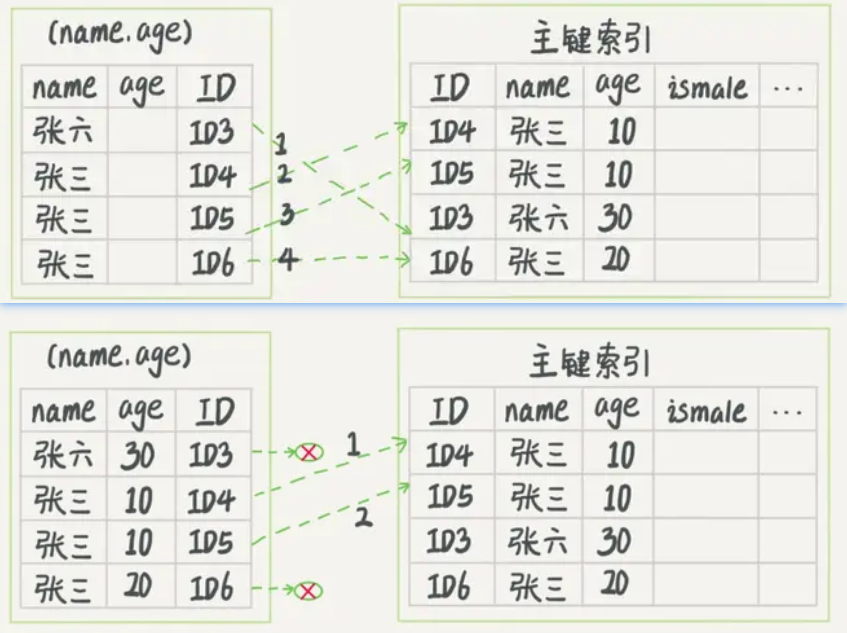 (name.age)
主键索引
name age ID
ID name age ismale ...
张六 ID3
1
ID4 张三 10
张三 ID4
2
ID5 张三 10
张三 ID5
3
ID3 张六 30
张三 ID6
4
ID6 张三 20
(name.age)
主键索引
name age ID
ID name age ismale ...
张六 30 ID3
1
ID4 张三 10
张三 10 ID4
ID5 张三 10
2
张三 10 ID5
ID3 张六 30
张三 20 ID6
ID6 张三 20